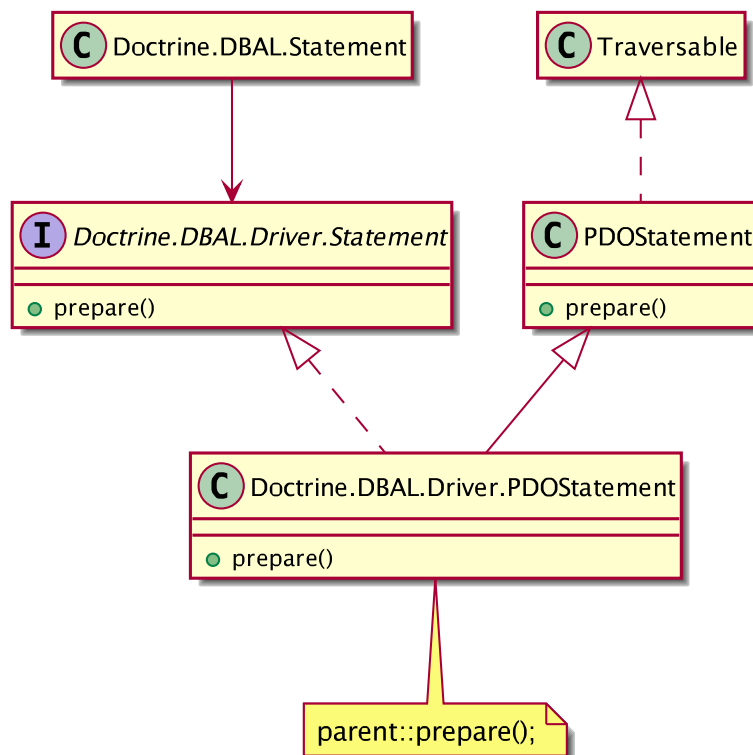 C Doctrine.DBAL.Statement
C Traversable
I Doctrine.DBAL.Driver.Statement
prepare()
C PDOStatement
prepare()
C Doctrine.DBAL.Driver.PDOStatement
prepare()
parent::prepare();